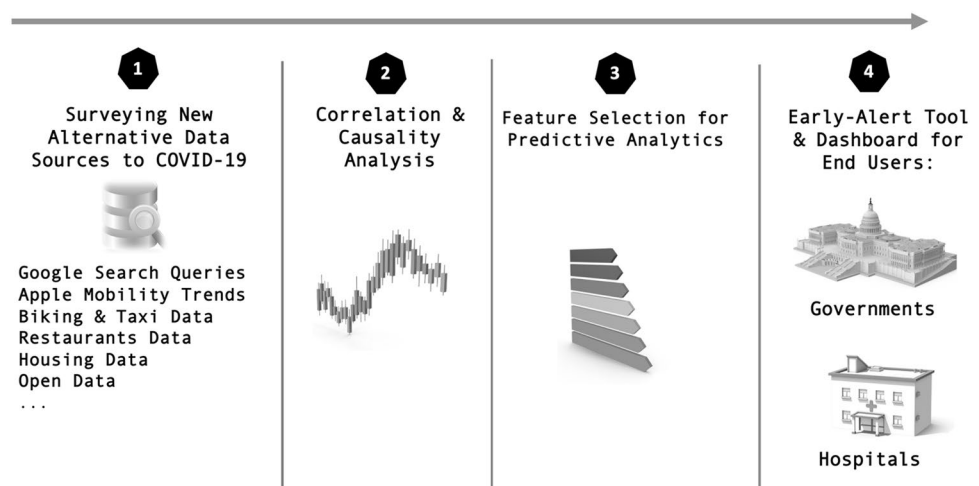 1
Surveying New
Alternative Data
Sources to COVID-19
Google Search Queries
Apple Mobility Trends
Biking & Taxi Data
Restaurants Data
Housing Data
Open Data
...
2
Correlation &
Causality
Analysis
3
Feature Selection for
Predictive Analytics
4
Early-Alert Tool
& Dashboard for
End Users:
Governments
Hospitals